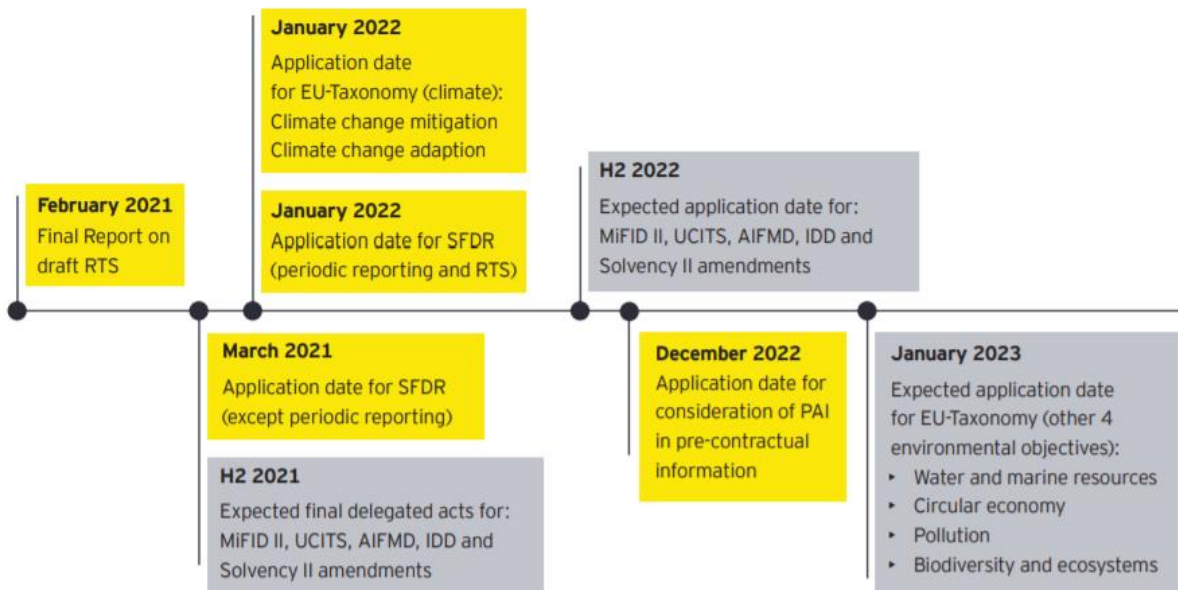 February 2021
Final Report on
draft RTS
March 2021
Application date for SFDR
(except periodic reporting)
H2 2021
Expected final delegated acts for:
MiFID II, UCITS, AIFMD, IDD and
Solvency II amendments
January 2022
Application date
for EU-Taxonomy (climate):
Climate change mitigation
Climate change adaption
January 2022
Application date for SFDR
(periodic reporting and RTS)
H2 2022
Expected application date for:
MiFID II, UCITS, AIFMD, IDD and
Solvency II amendments
December 2022
Application date for
consideration of PAI
in pre-contractual
information
January 2023
Expected application date
for EU-Taxonomy (other 4
environmental objectives):
‣ Water and marine resources
‣ Circular economy
‣ Pollution
‣ Biodiversity and ecosystems